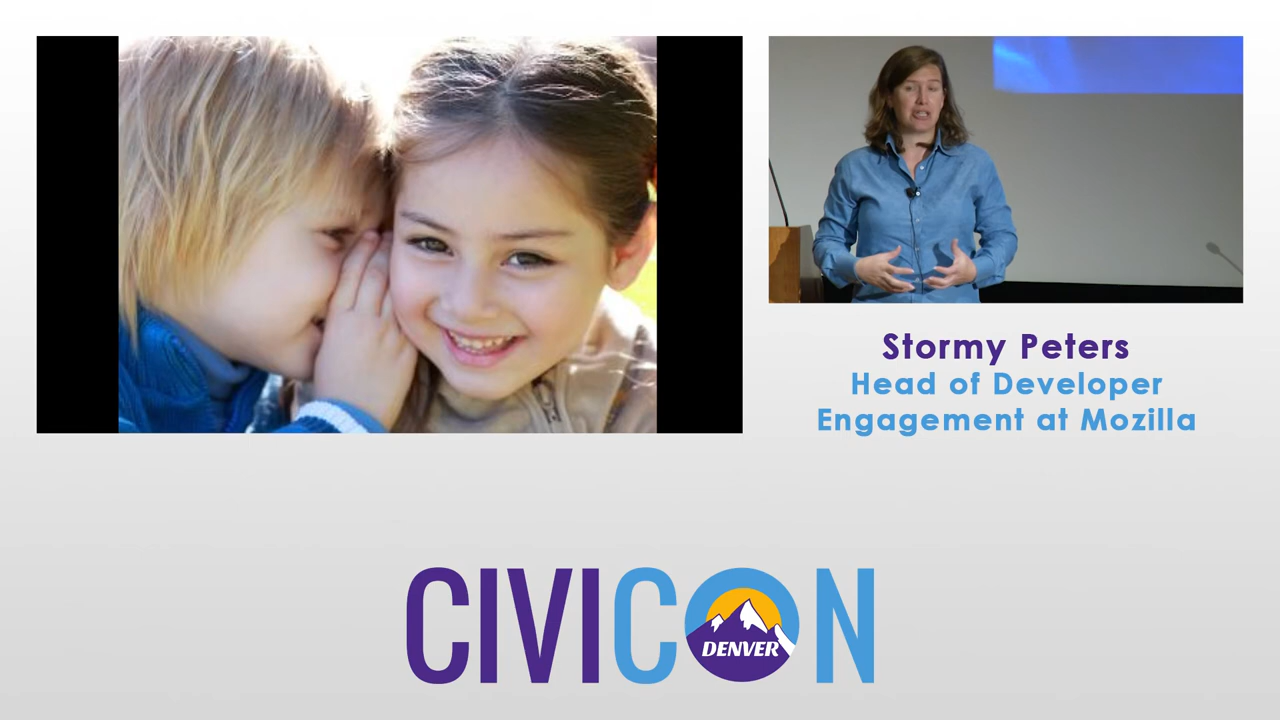 Stormy Peters
Head of Developer
Engagement at Mozilla
CIVICON
DENVER